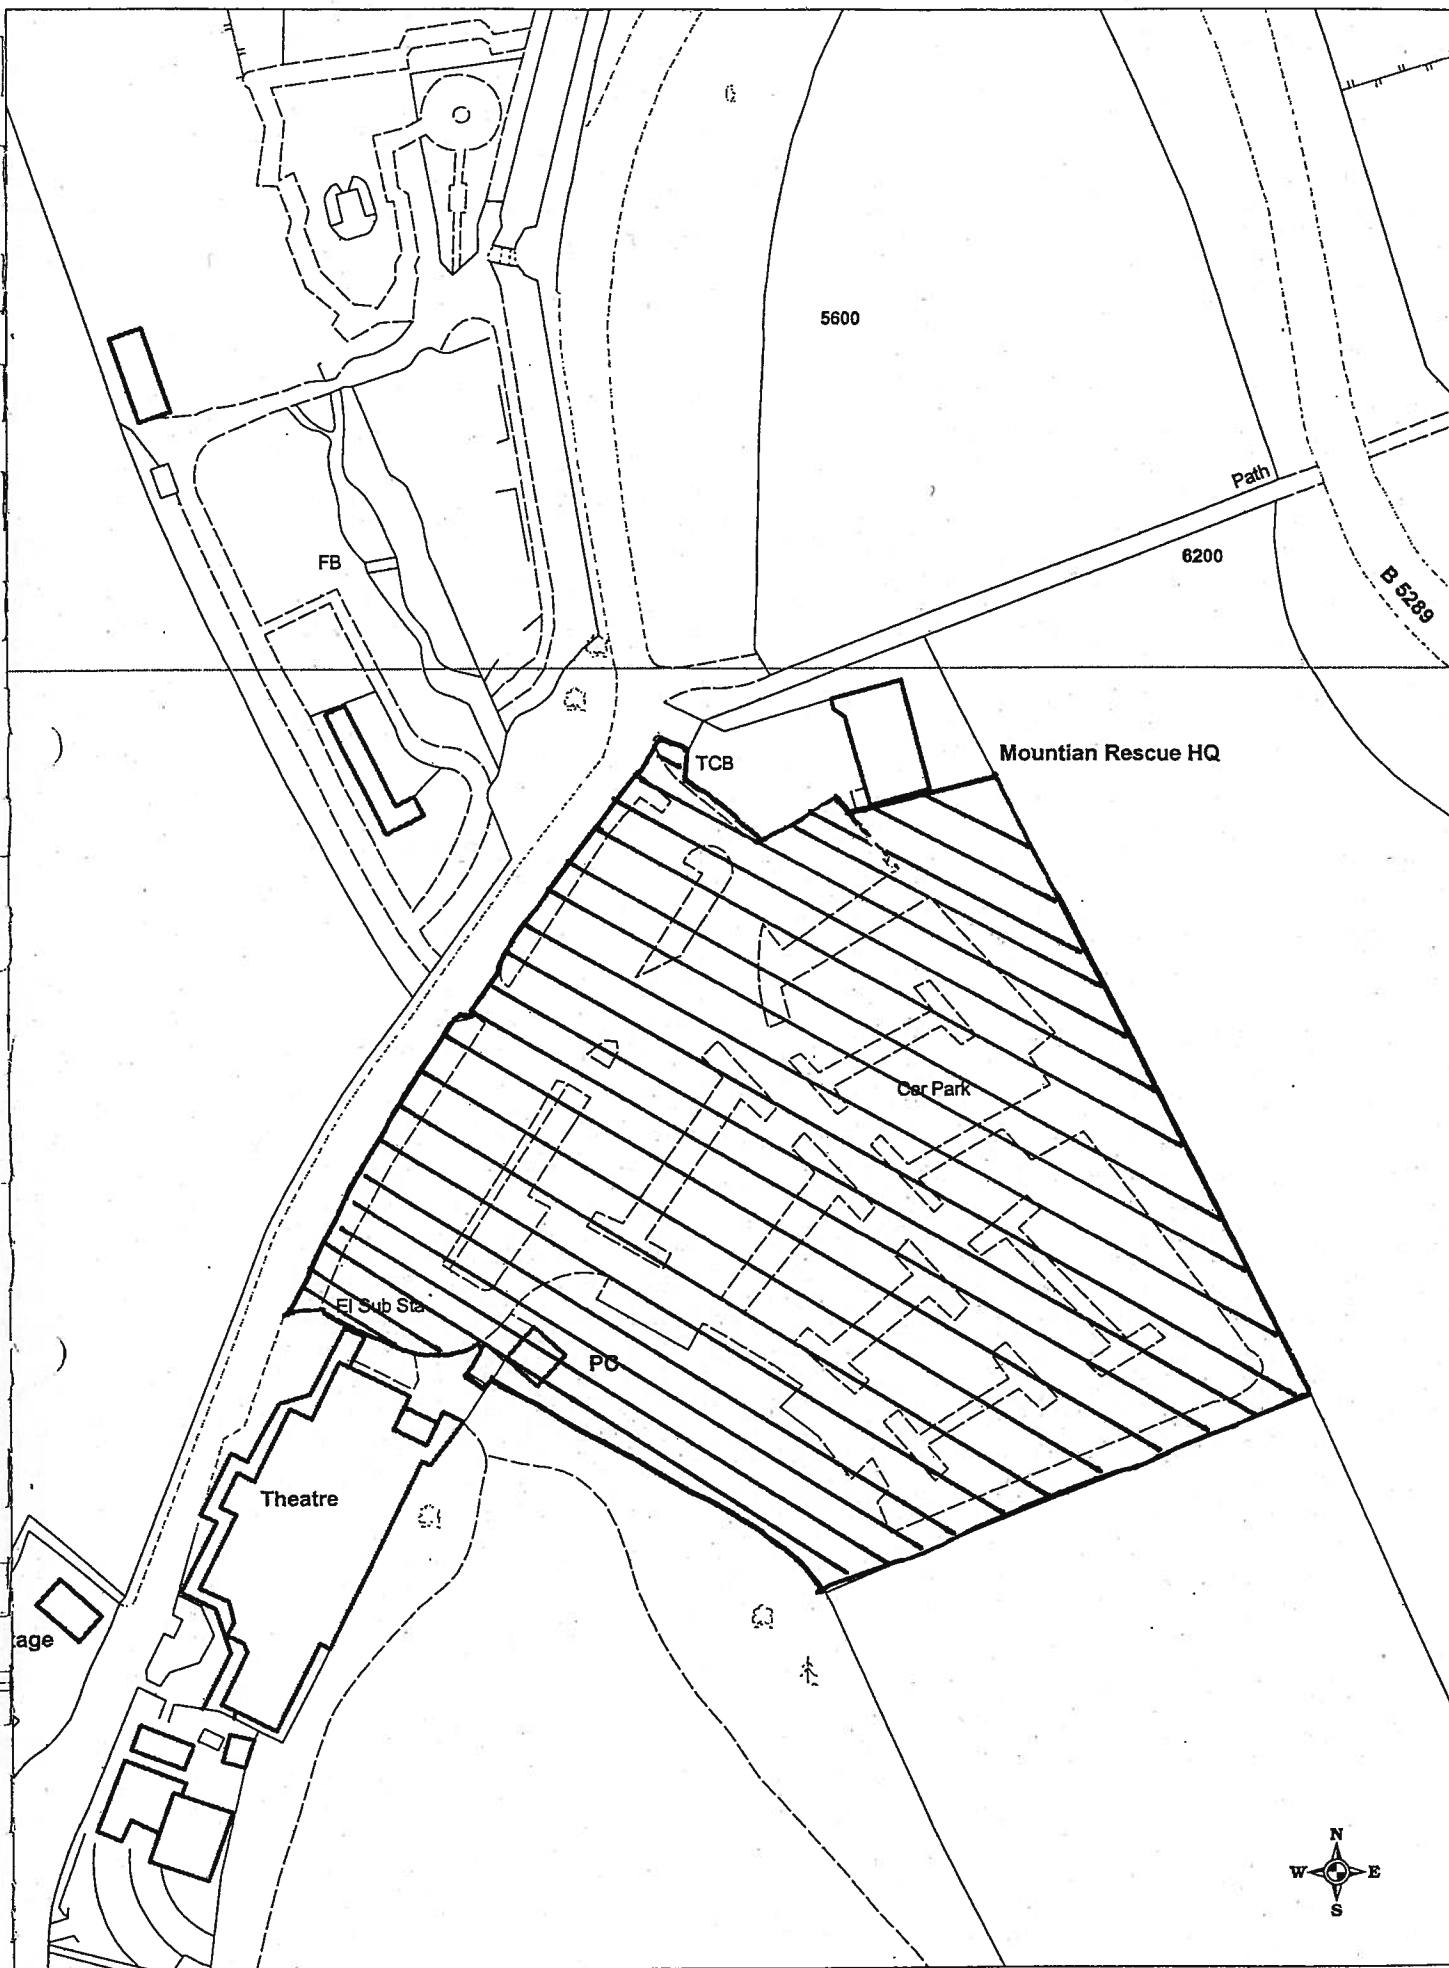 5600
Path
6200
FB
B 5289
TCB
Mountian Rescue HQ
Car Park
El Sub Sta
PC
Theatre
tage
N
W E
S